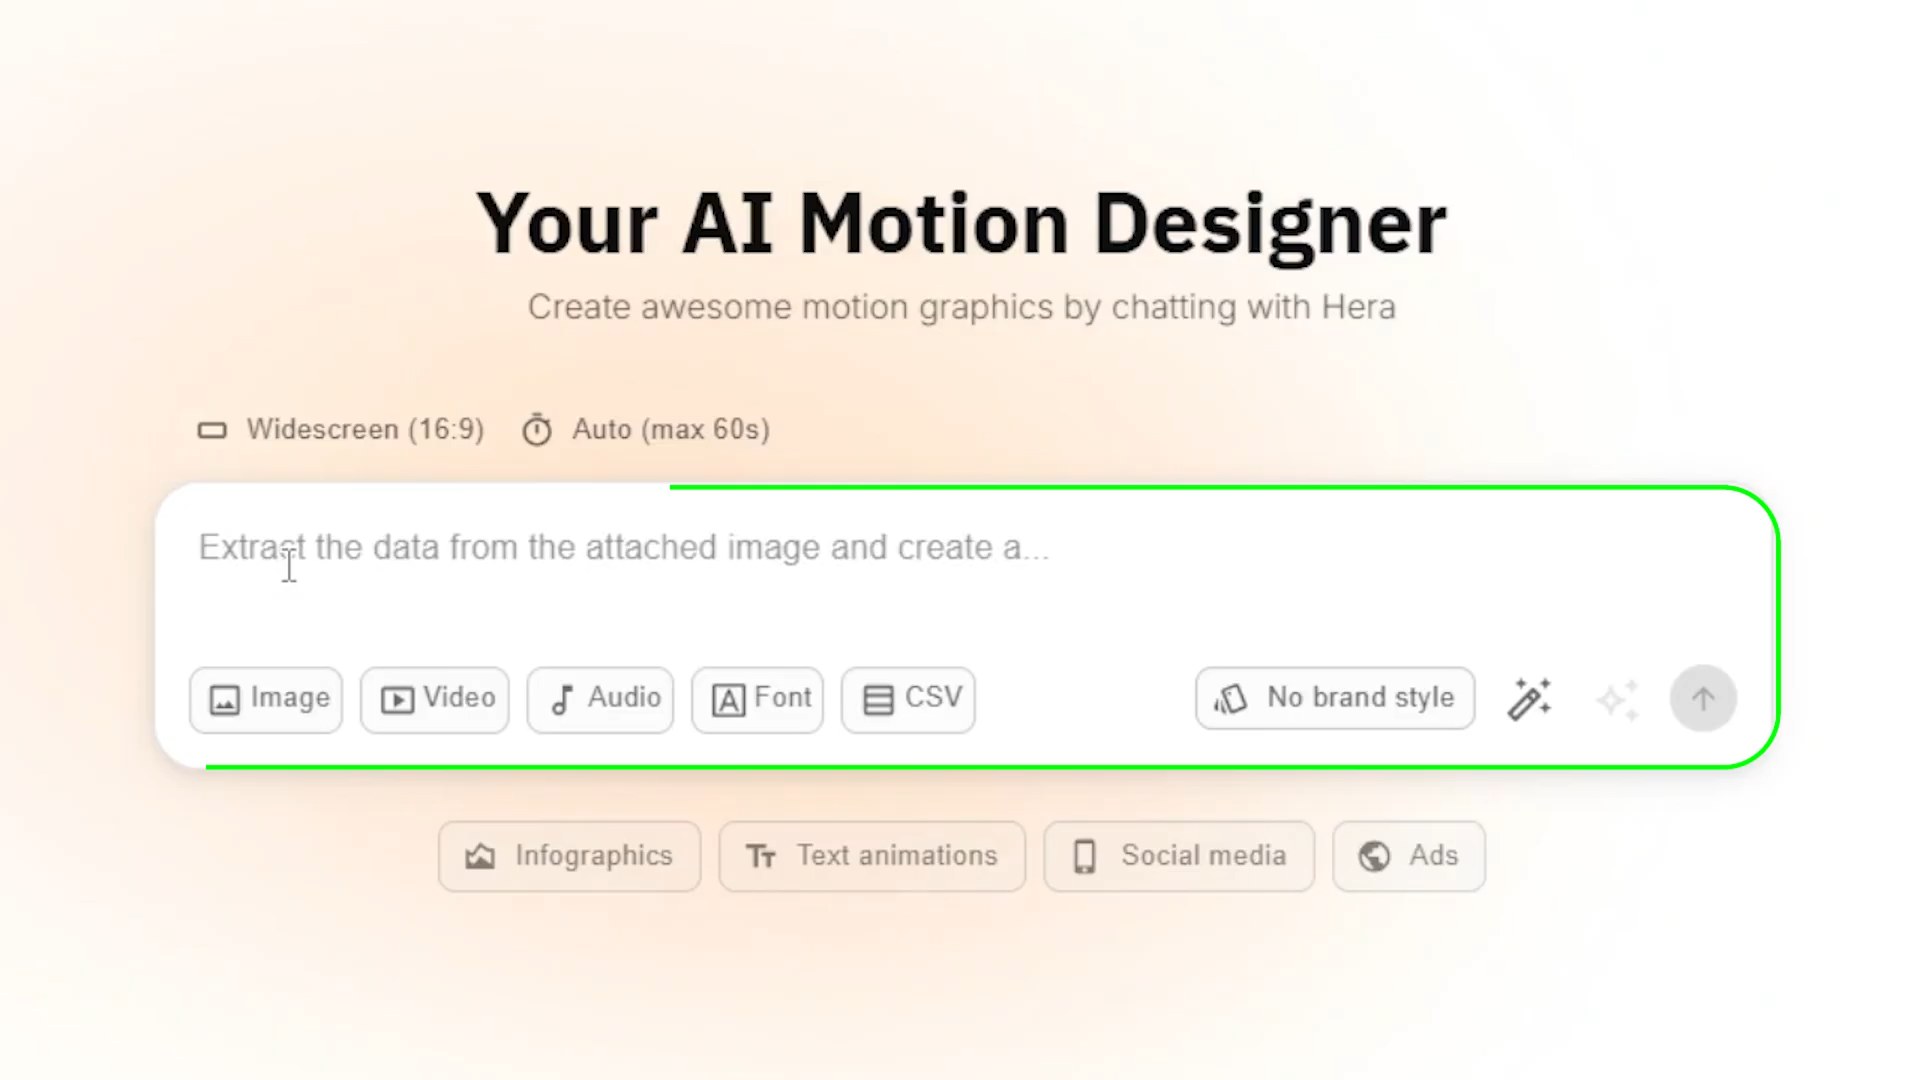 Your AI Motion Designer
Create awesome motion graphics by chatting with Hera
Widescreen (16:9) Auto (max 60s)
Extract the data from the attached image and create a...
Image Video Audio Font CSV No brand style
Infographics Text animations Social media Ads